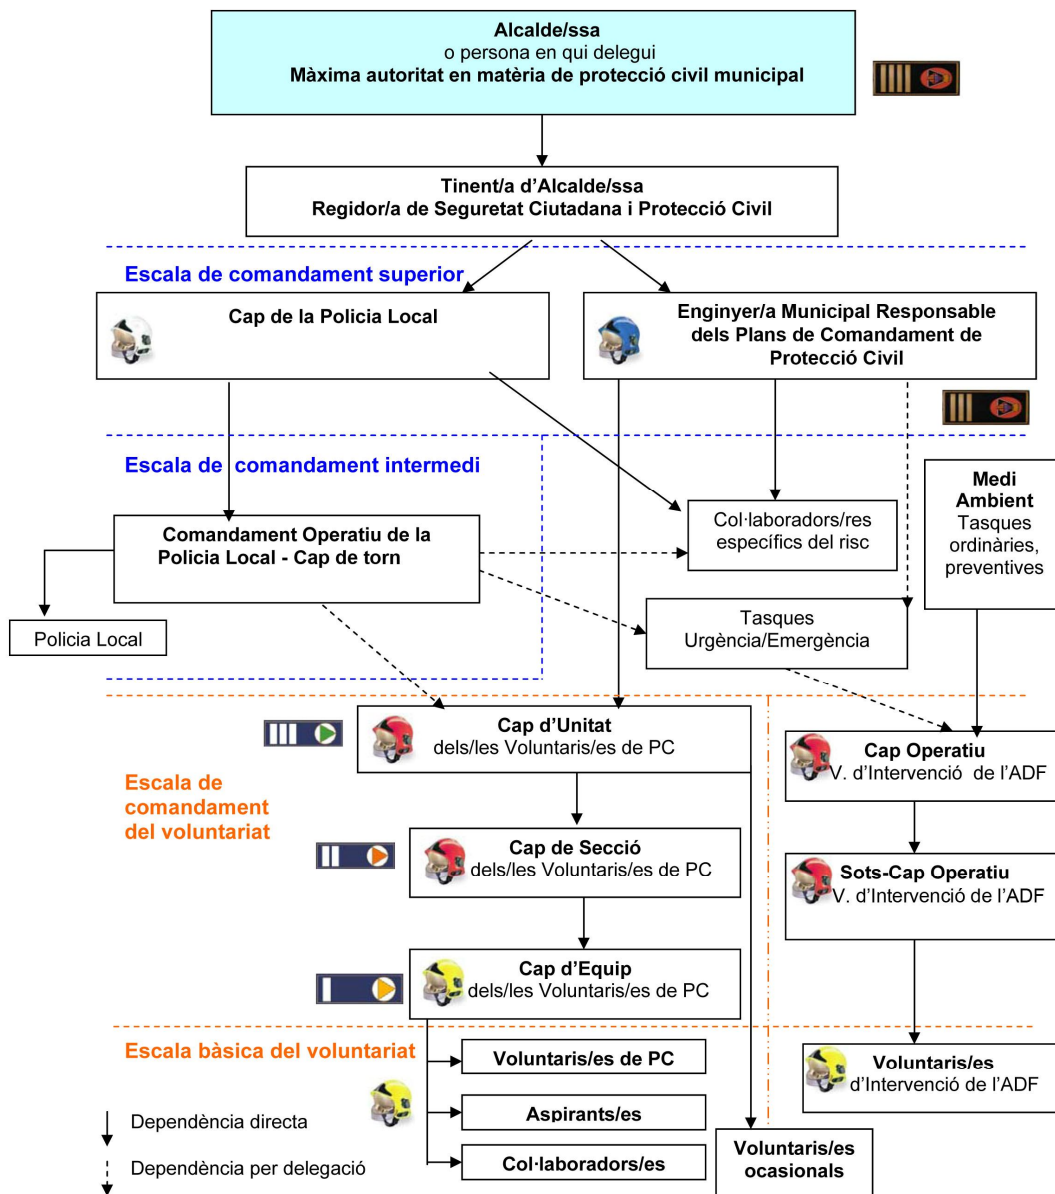 Alcalde/ssa
o persona en qui delegui
Màxima autoritat en matèria de protecció civil municipal
Tinent/a d'Alcalde/ssa
Regidor/a de Seguretat Ciutadana i Protecció Civil
Escala de comandament superior
Cap de la Policia Local
Enginyer/a Municipal Responsable
dels Plans de Comandament de
Protecció Civil
Escala de comandament intermedi
Medi
Ambient
Tasques
ordinàries,
preventives
Col·laboradors/res
específics del risc
Comandament Operatiu de la
Policia Local - Cap de torn
Policia Local
Tasques
Urgència/Emergència
Cap d'Unitat
dels/les Voluntaris/es de PC
Cap Operatiu
V. d'Intervenció de l'ADF
Escala de
comandament
del voluntariat
Cap de Secció
dels/les Voluntaris/es de PC
Sots-Cap Operatiu
V. d'Intervenció de l'ADF
Cap d'Equip
dels/les Voluntaris/es de PC
Escala bàsica del voluntariat
Voluntaris/es de PC
Voluntaris/es
d'Intervenció de l'ADF
Aspirants/es
Col·laboradors/es
Voluntaris/es
ocasionals
Dependència directa
Dependència per delegació